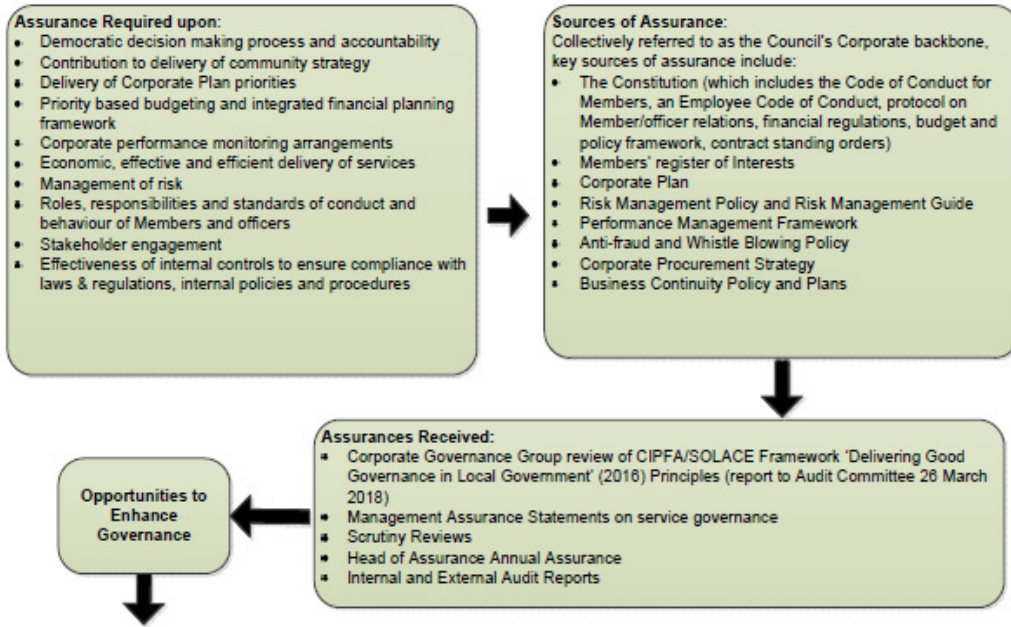 Assurance Required upon:
• Democratic decision making process and accountability
• Contribution to delivery of community strategy
• Delivery of Corporate Plan priorities
• Priority based budgeting and integrated financial planning
framework
• Corporate performance monitoring arrangements
• Economic, effective and efficient delivery of services
• Management of risk
• Roles, responsibilities and standards of conduct and
behaviour of Members and officers
• Stakeholder engagement
• Effectiveness of internal controls to ensure compliance with
laws & regulations, internal policies and procedures
Sources of Assurance:
Collectively referred to as the Council's Corporate backbone,
key sources of assurance include:
• The Constitution (which includes the Code of Conduct for
Members, an Employee Code of Conduct, protocol on
Member/officer relations, financial regulations, budget and
policy framework, contract standing orders)
• Members' register of Interests
• Corporate Plan
• Risk Management Policy and Risk Management Guide
• Performance Management Framework
• Anti-fraud and Whistle Blowing Policy
• Corporate Procurement Strategy
• Business Continuity Policy and Plans
Assurances Received:
• Corporate Governance Group review of CIPFA/SOLACE Framework 'Delivering Good
Governance in Local Government' (2016) Principles (report to Audit Committee 26 March
2018)
• Management Assurance Statements on service governance
• Scrutiny Reviews
• Head of Assurance Annual Assurance
• Internal and External Audit Reports
Opportunities to
Enhance
Governance